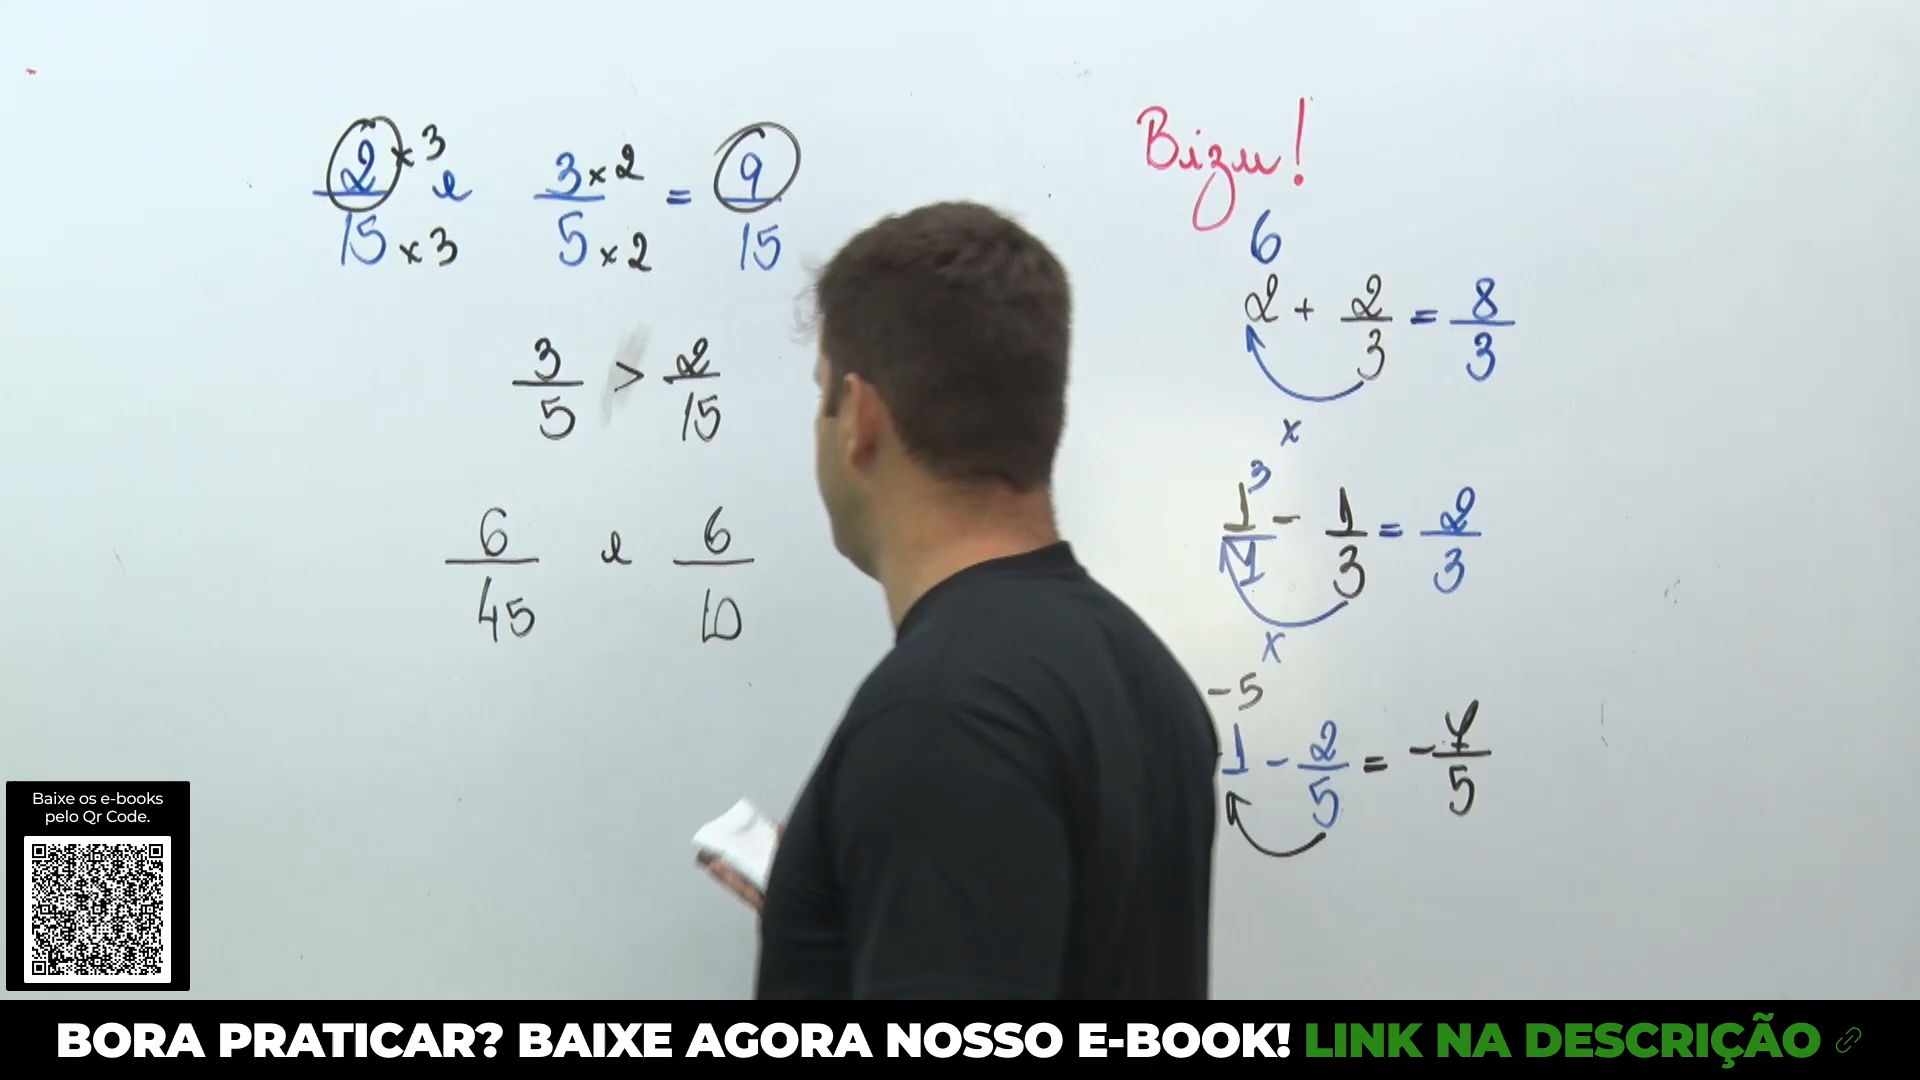 2 × 3 / 15 × 3 e 3 × 2 / 5 × 2 = 9 / 15
3/5 > 2/15
6/45 e 6/10
Bizu!
6
2 + 2/3 = 8/3
x
3
1/1 - 1/3 = 2/3
x
-5
1 - 2/5 = -7/5
Baixe os e-books
pelo Qr Code.
BORA PRATICAR? BAIXE AGORA NOSSO E-BOOK! LINK NA DESCRIÇÃO